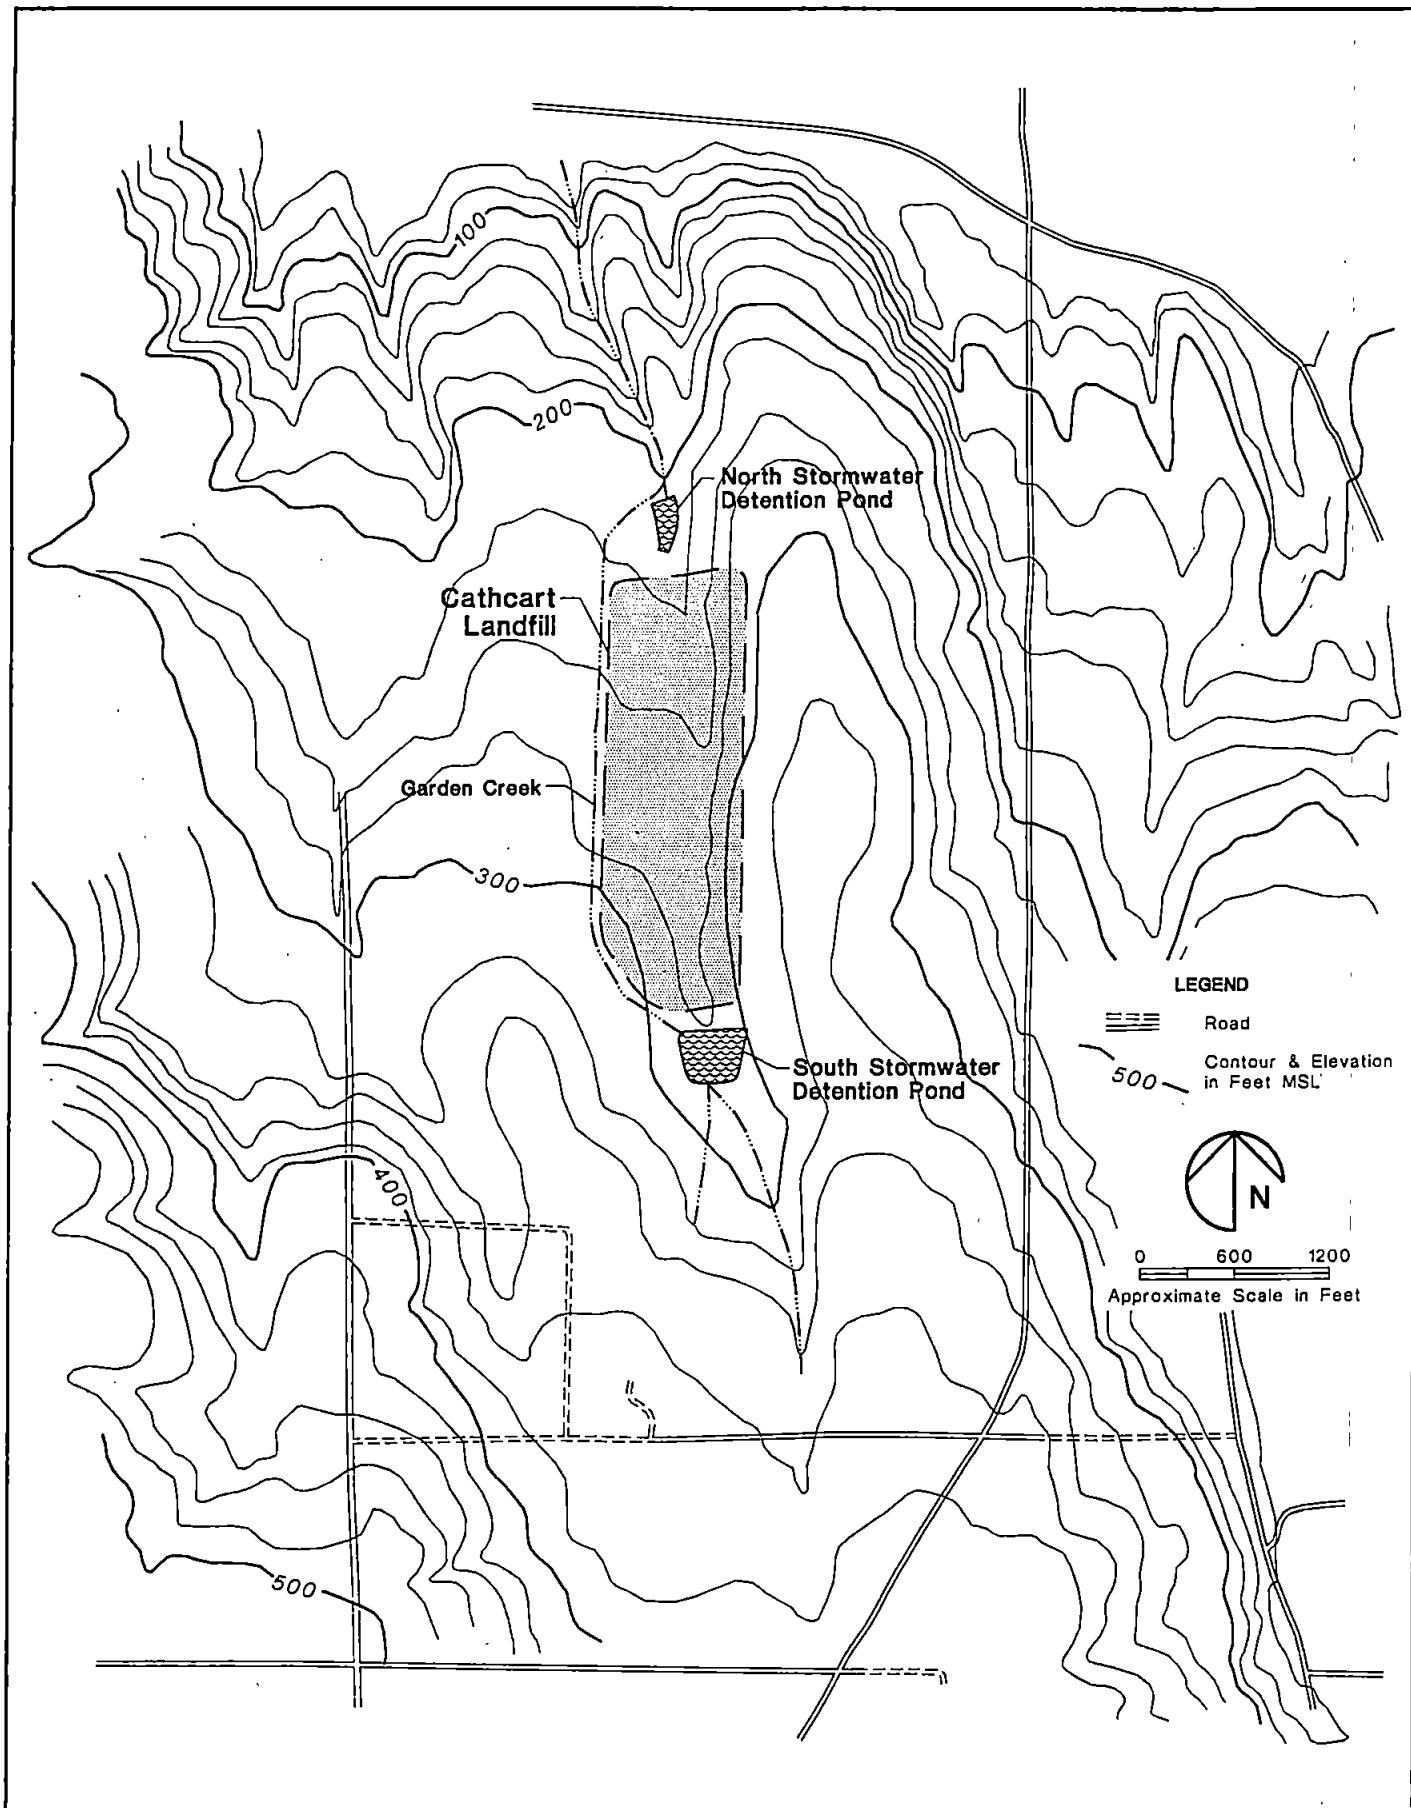 100
200
North Stormwater
Detention Pond
Cathcart
Landfill
Garden Creek
300
LEGEND
Road
500
Contour & Elevation
in Feet MSL
South Stormwater
Detention Pond
N
400
0 600 1200
Approximate Scale in Feet
500